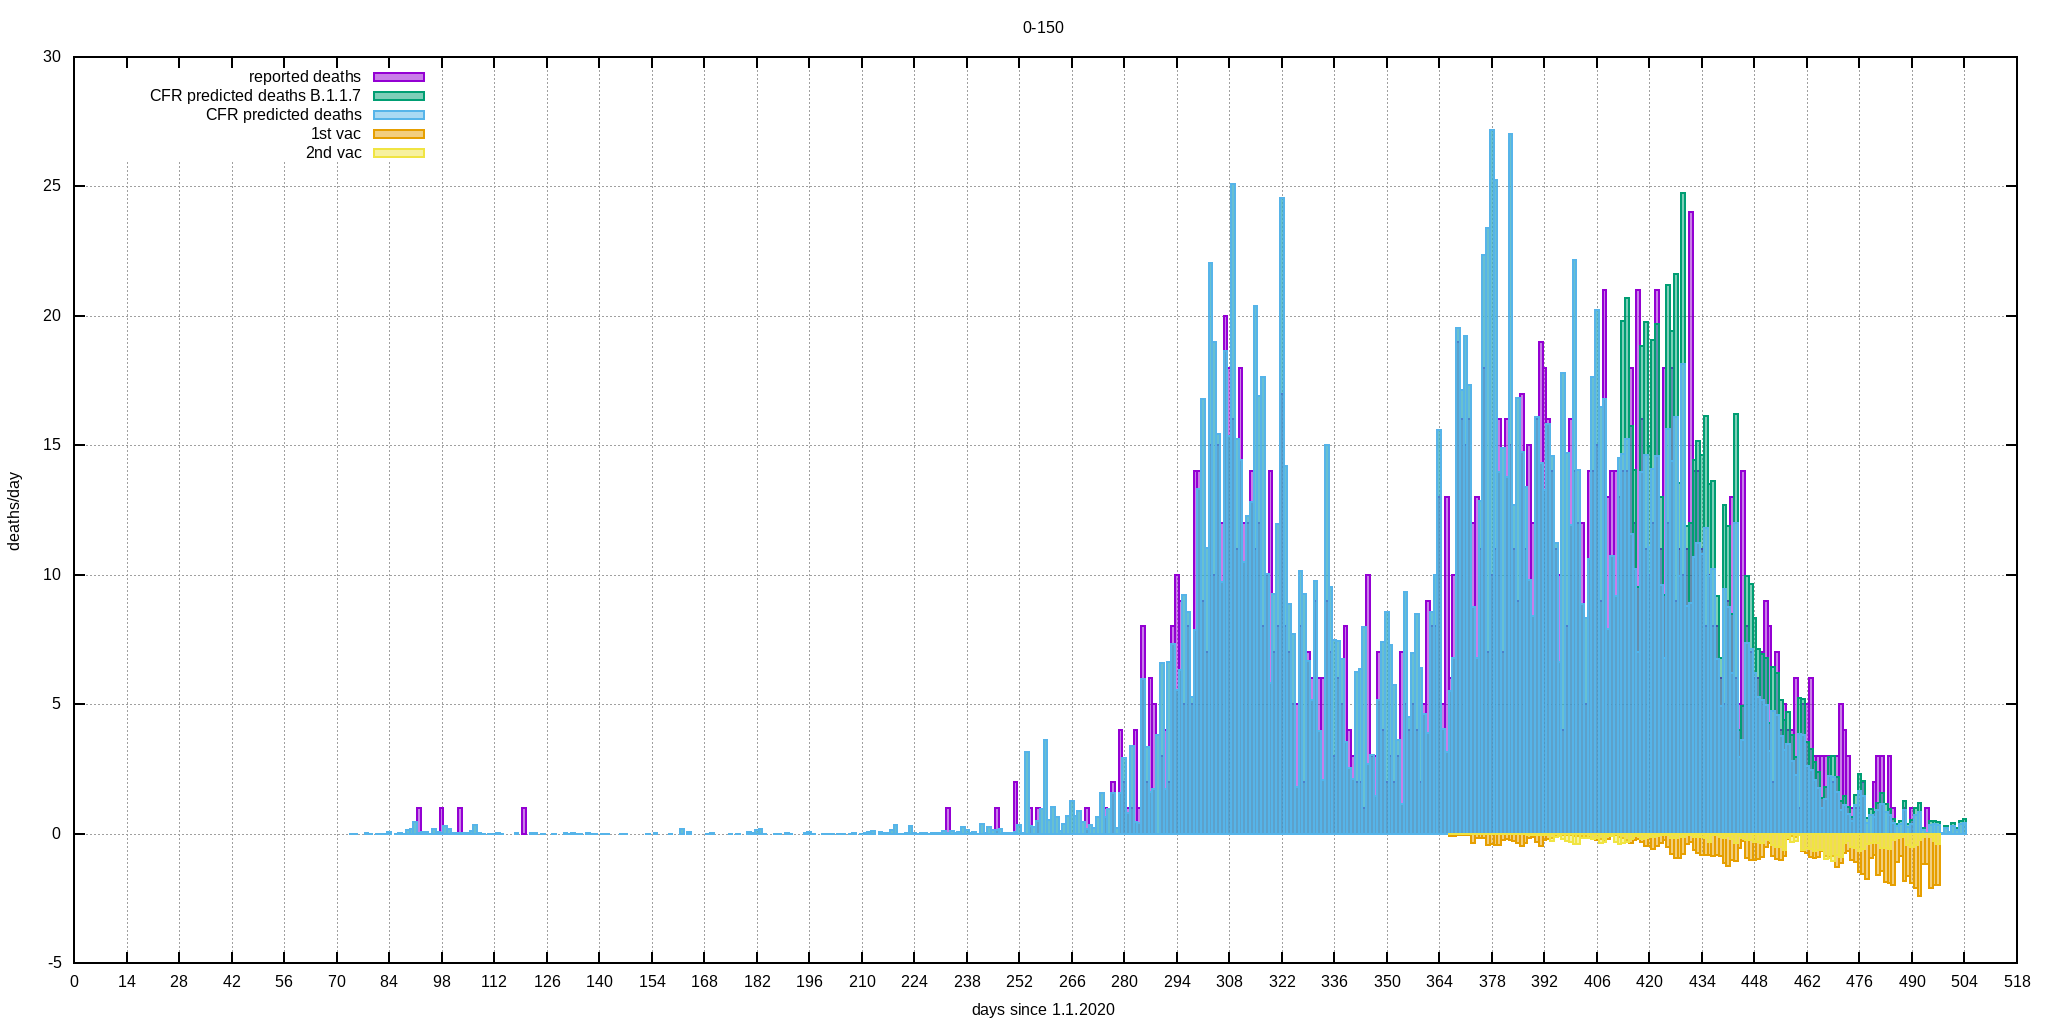 0-150
reported deaths
CFR predicted deaths B.1.1.7
CFR predicted deaths
1st vac
2nd vac
30
25
20
15
10
5
0
-5
deaths/day
0 14 28 42 56 70 84 98 112 126 140 154 168 182 196 210 224 238 252 266 280 294 308 322 336 350 364 378 392 406 420 434 448 462 476 490 504 518
days since 1.1.2020